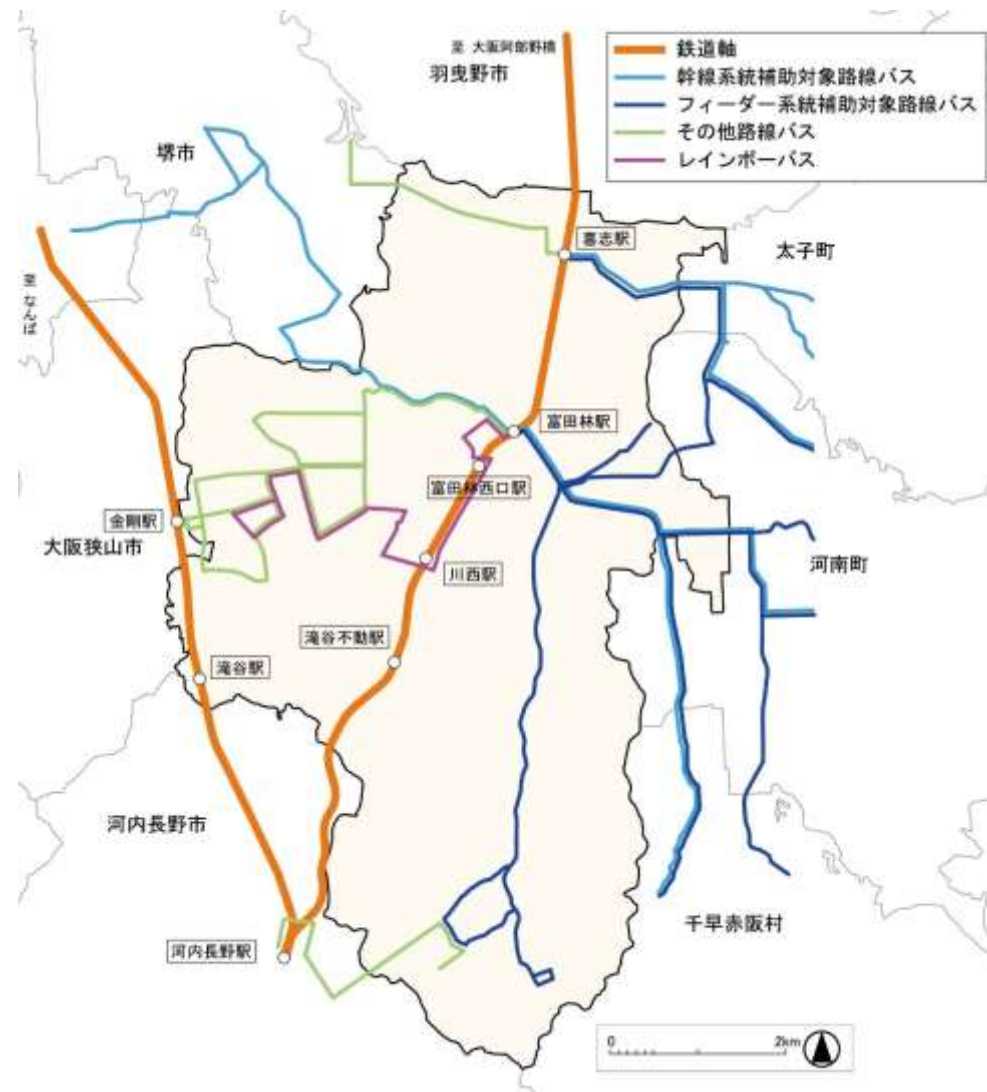 至 大阪阿部野橋
羽曳野市
鉄道軸
幹線系統補助対象路線バス
フィーダー系統補助対象路線バス
その他路線バス
レインボーバス
堺市
喜志駅
太子町
至 なんば
富田林駅
富田林西口駅
金剛駅
大阪狭山市
川西駅
河南町
滝谷不動駅
滝谷駅
河内長野市
千早赤阪村
河内長野駅
0 2km